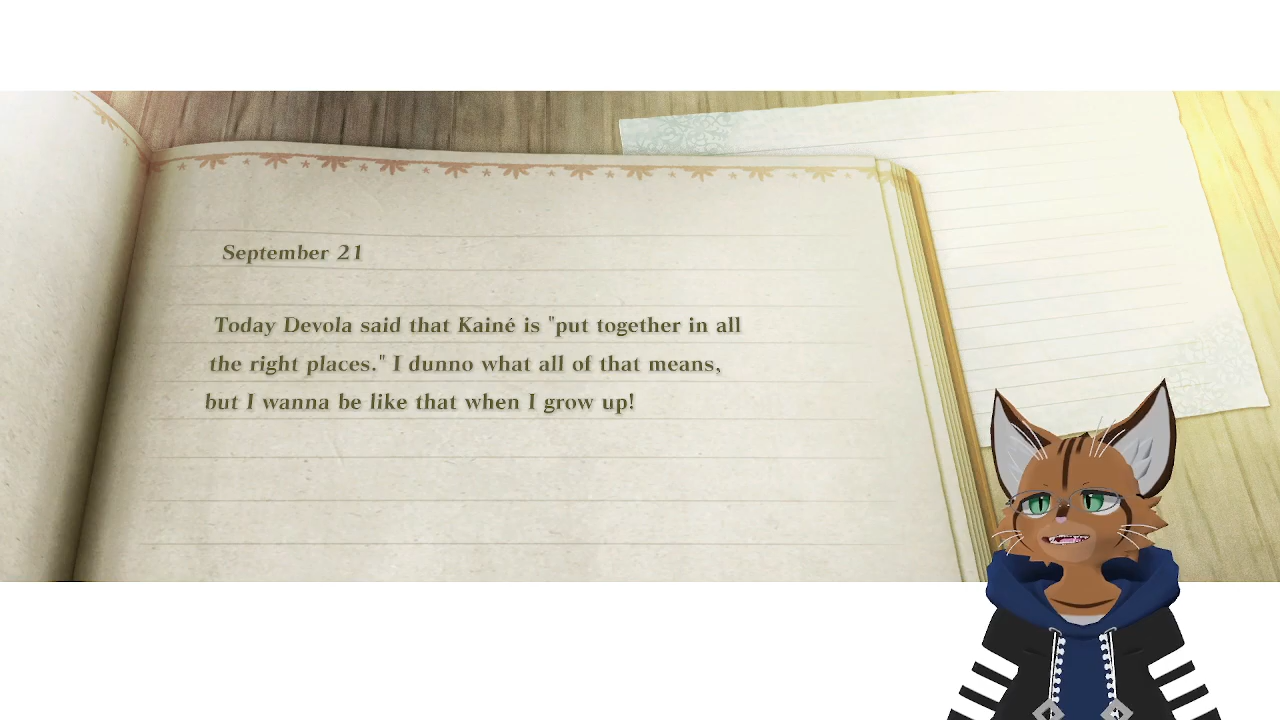 September 21
Today Devola said that Kainé is "put together in all
the right places." I dunno what all of that means,
but I wanna be like that when I grow up!